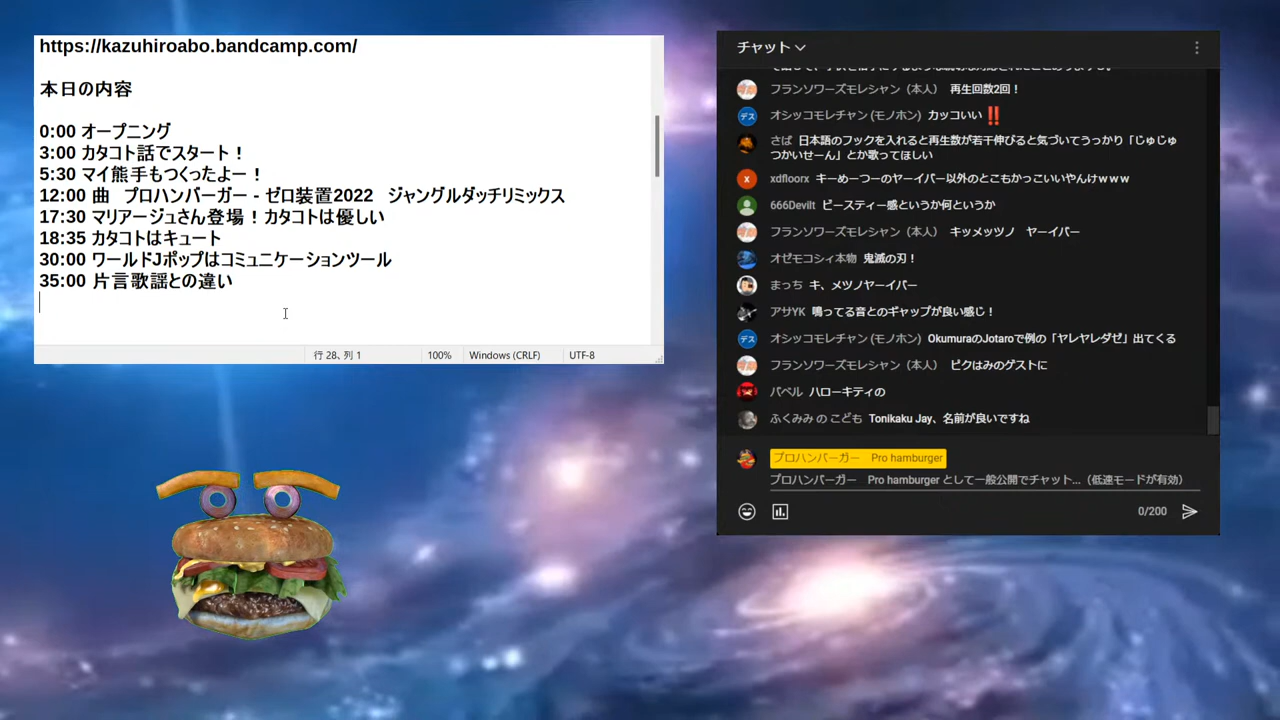 https://kazuhiroabo.bandcamp.com/
本日の内容
0:00 オープニング
3:00 カタコト話でスタート！
5:30 マイ熊手もつくったよー！
12:00 曲　プロハンバーガー - ゼロ装置2022　ジャングルダッチリミックス
17:30 マリアージュさん登場！カタコトは優しい
18:35 カタコトはキュート
30:00 ワールドJポップはコミュニケーションツール
35:00 片言歌謡との違い
行 28、列 1
100%
Windows (CRLF)
UTF-8
チャット
フランソワーズモレシャン（本人） 再生回数2回！
オシッコモレチャン (モノホン) カッコいい‼️
さば 日本語のフックを入れると再生数が若干伸びると気づいてうっかり「じゅじゅ
つかいせーん」とか歌ってほしい
xdfloorx キーめーつーのヤーイバー以外のとこもかっこいいやんけｗｗｗ
666Devilt ビースティー感というか何というか
フランソワーズモレシャン（本人） キッメッツノ　ヤーイバー
オゼモコシィ本物 鬼滅の刃！
まっち キ、メツノヤーイバー
アサYK 鳴ってる音とのギャップが良い感じ！
オシッコモレチャン (モノホン) OkumuraのJotaroで例の「ヤレヤレダゼ」出てくる
フランソワーズモレシャン（本人） ピクはみのゲストに
バベル ハローキティの
ふくみみ の こども Tonikaku Jay、名前が良いですね
プロハンバーガー　Pro hamburger
プロハンバーガー　Pro hamburger として一般公開でチャット...（低速モードが有効）
0/200